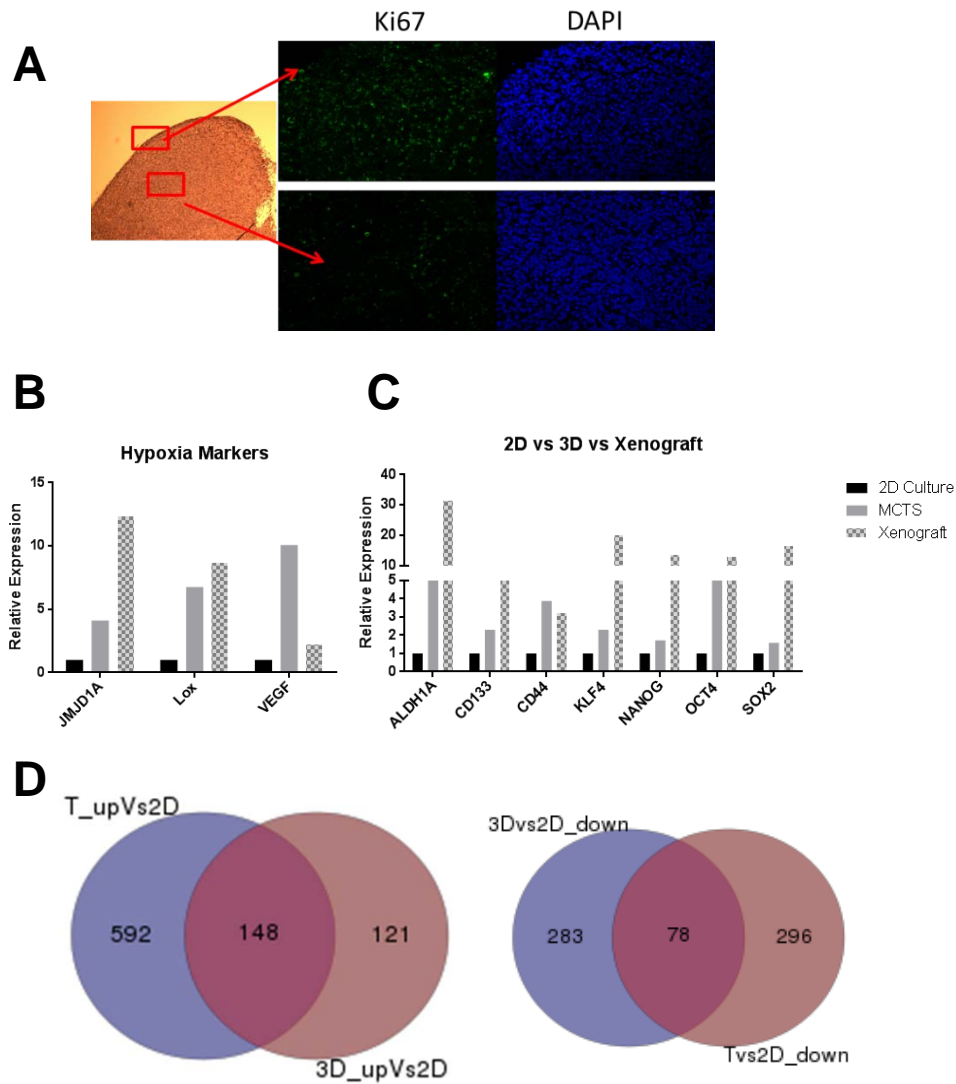 A
Ki67 DAPI
B
Hypoxia Markers
Relative Expression
15
10
5
0
JMJD1A Lox VEGF
C
2D vs 3D vs Xenograft
Relative Expression
40
30
20
10
5
4
3
2
1
0
ALDH1A CD133 CD44 KLF4 NANOG OCT4 SOX2
2D Culture
MCTS
Xenograft
D
T_upVs2D
592 148 121
3D_upVs2D
3Dvs2D_down
283 78 296
Tvs2D_down